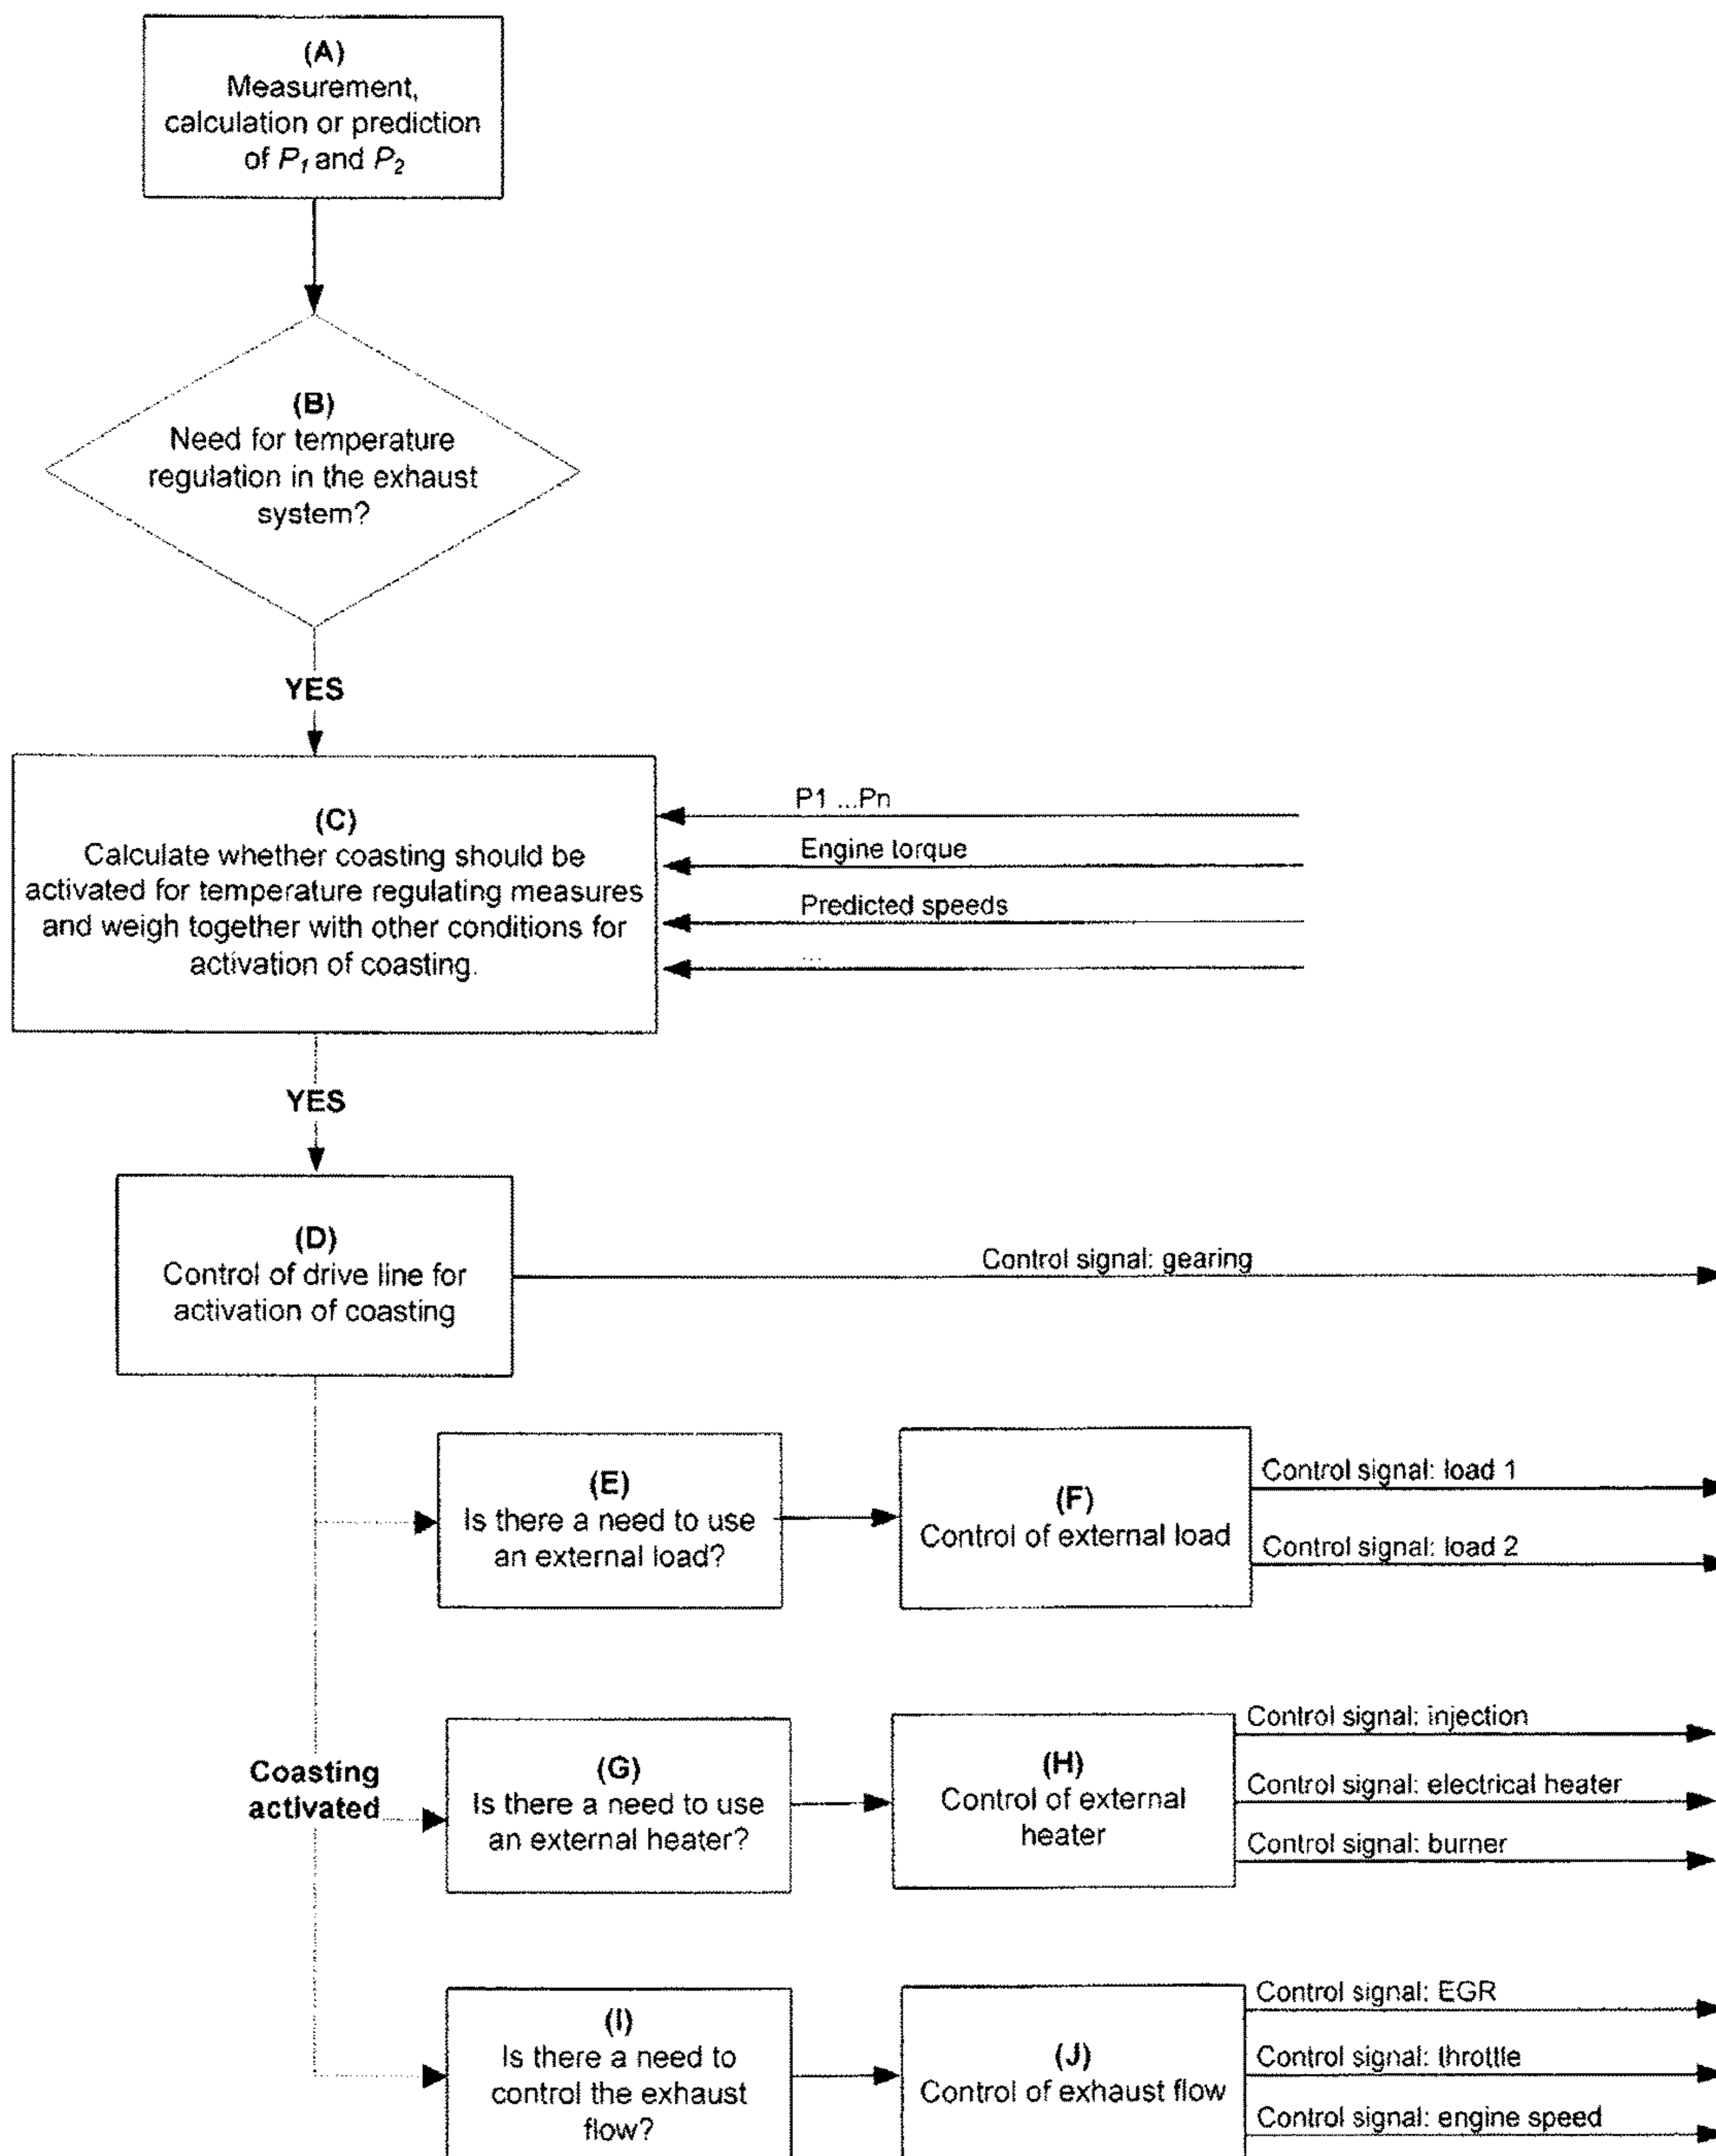 (A)
Measurement,
calculation or prediction
of P1 and P2
(B)
Need for temperature
regulation in the exhaust
system?
YES
(C)
Calculate whether coasting should be
activated for temperature regulating measures
and weigh together with other conditions for
activation of coasting.
P1 ...Pn
Engine torque
Predicted speeds
...
YES
(D)
Control of drive line for
activation of coasting
Control signal: gearing
(E)
Is there a need to use
an external load?
(F)
Control of external load
Control signal: load 1
Control signal: load 2
Coasting
activated
(G)
Is there a need to use
an external heater?
(H)
Control of external
heater
Control signal: injection
Control signal: electrical heater
Control signal: burner
(I)
Is there a need to
control the exhaust
flow?
(J)
Control of exhaust flow
Control signal: EGR
Control signal: throttle
Control signal: engine speed